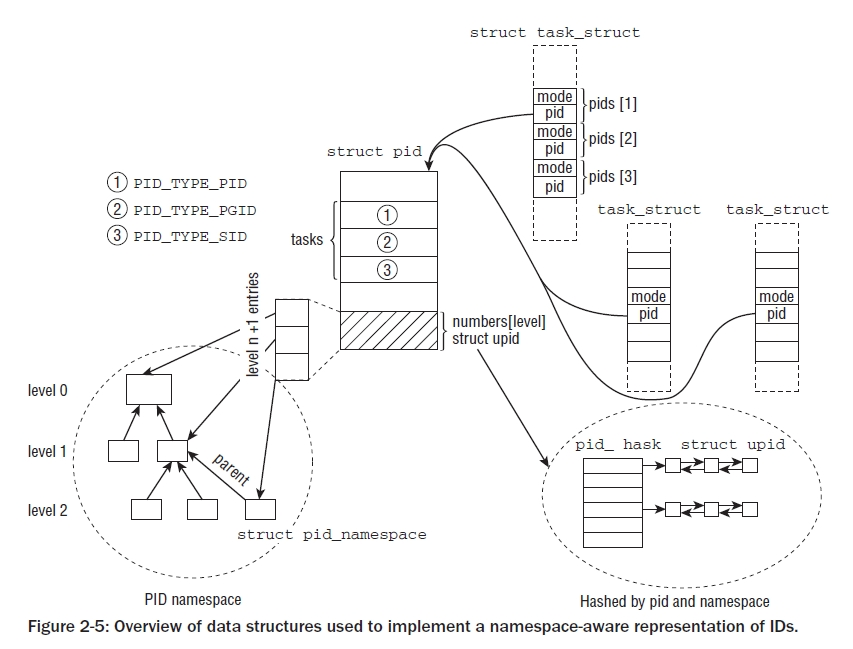 struct task_struct
mode
pid
pids [1]
mode
pid
pids [2]
mode
pid
pids [3]
struct pid
1 PID_TYPE_PID
2 PID_TYPE_PGID
3 PID_TYPE_SID
tasks
1
2
3
task_struct
task_struct
mode
pid
mode
pid
level n +1 entries
numbers[level]
struct upid
level 0
level 1
level 2
parent
struct pid_namespace
pid_ hask
struct upid
PID namespace
Hashed by pid and namespace
Figure 2-5: Overview of data structures used to implement a namespace-aware representation of IDs.